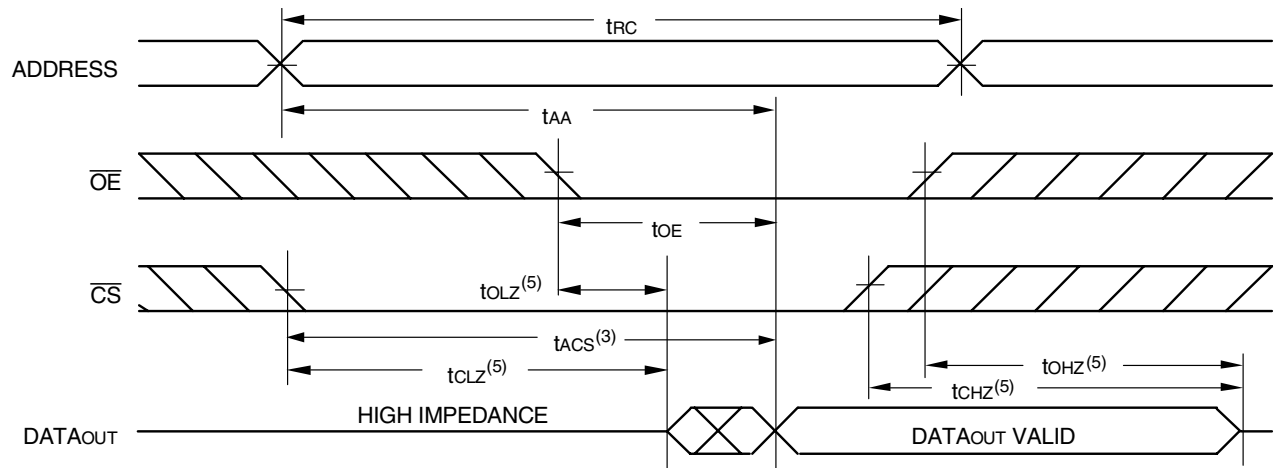 tRC
ADDRESS
tAA
OE
tOE
CS
tOLZ(5)
tACS(3)
tOHZ(5)
tCLZ(5)
tCHZ(5)
HIGH IMPEDANCE
DATAOUT
DATAOUT VALID